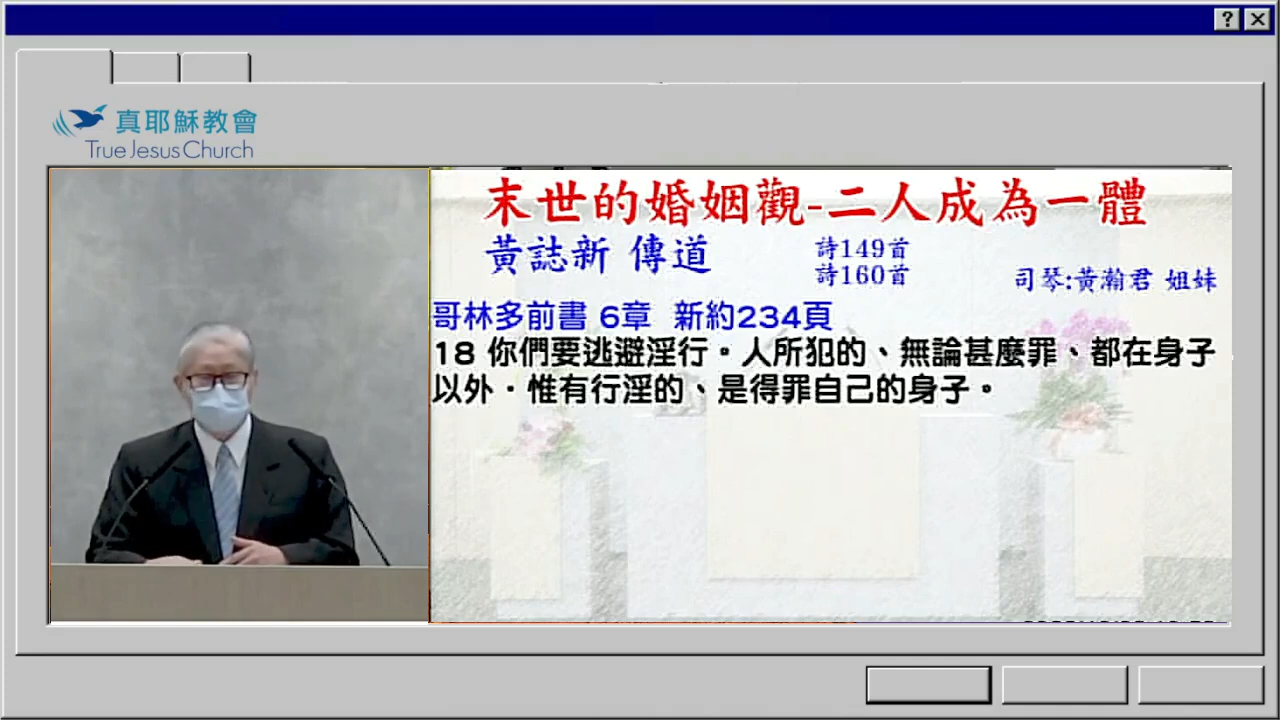 真耶穌教會
True Jesus Church
末世的婚姻觀-二人成為一體
黃誌新 傳道
詩149首
詩160首
司琴:黃瀚君 姐妹
哥林多前書 6章 新約234頁
18 你們要逃避淫行。人所犯的、無論甚麼罪、都在身子
以外．惟有行淫的、是得罪自己的身子。